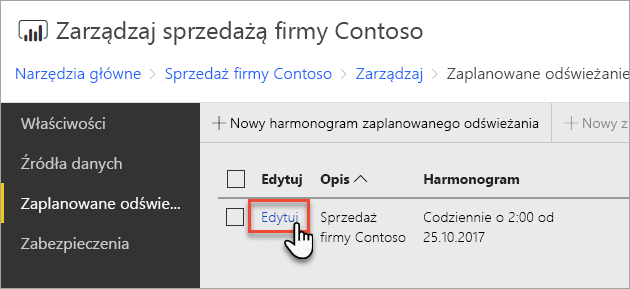 Zarządzaj sprzedażą firmy Contoso
Narzędzia główne > Sprzedaż firmy Contoso > Zarządzaj > Zaplanowane odświeżanie
Właściwości
Źródła danych
Zaplanowane odświe...
Zabezpieczenia
+ Nowy harmonogram zaplanowanego odświeżania + Nowy z
Edytuj Opis Harmonogram
Edytuj Sprzedaż Codziennie o 2:00 od
firmy Contoso 25.10.2017